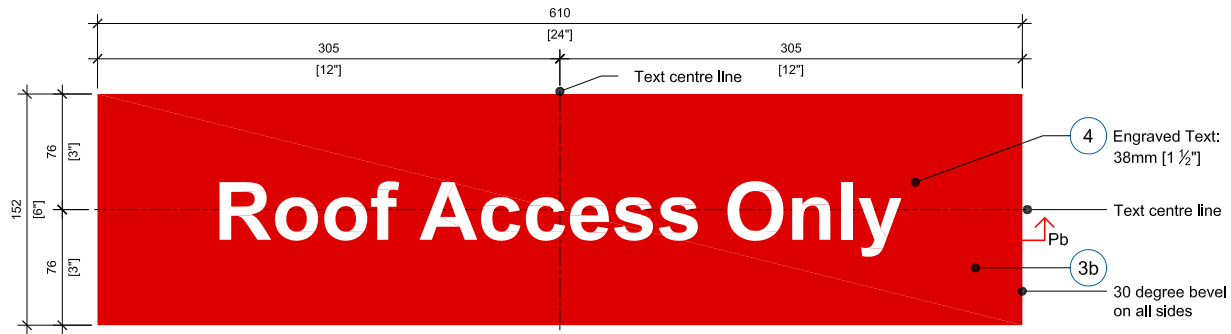 610
[24"]
305
305
[12"]
[12"]
Text centre line
4
Engraved Text:
38mm [1 ½"]
76
[3"]
152
[6"]
Roof Access Only
Text centre line
Pb
76
[3"]
3b
30 degree bevel
on all sides